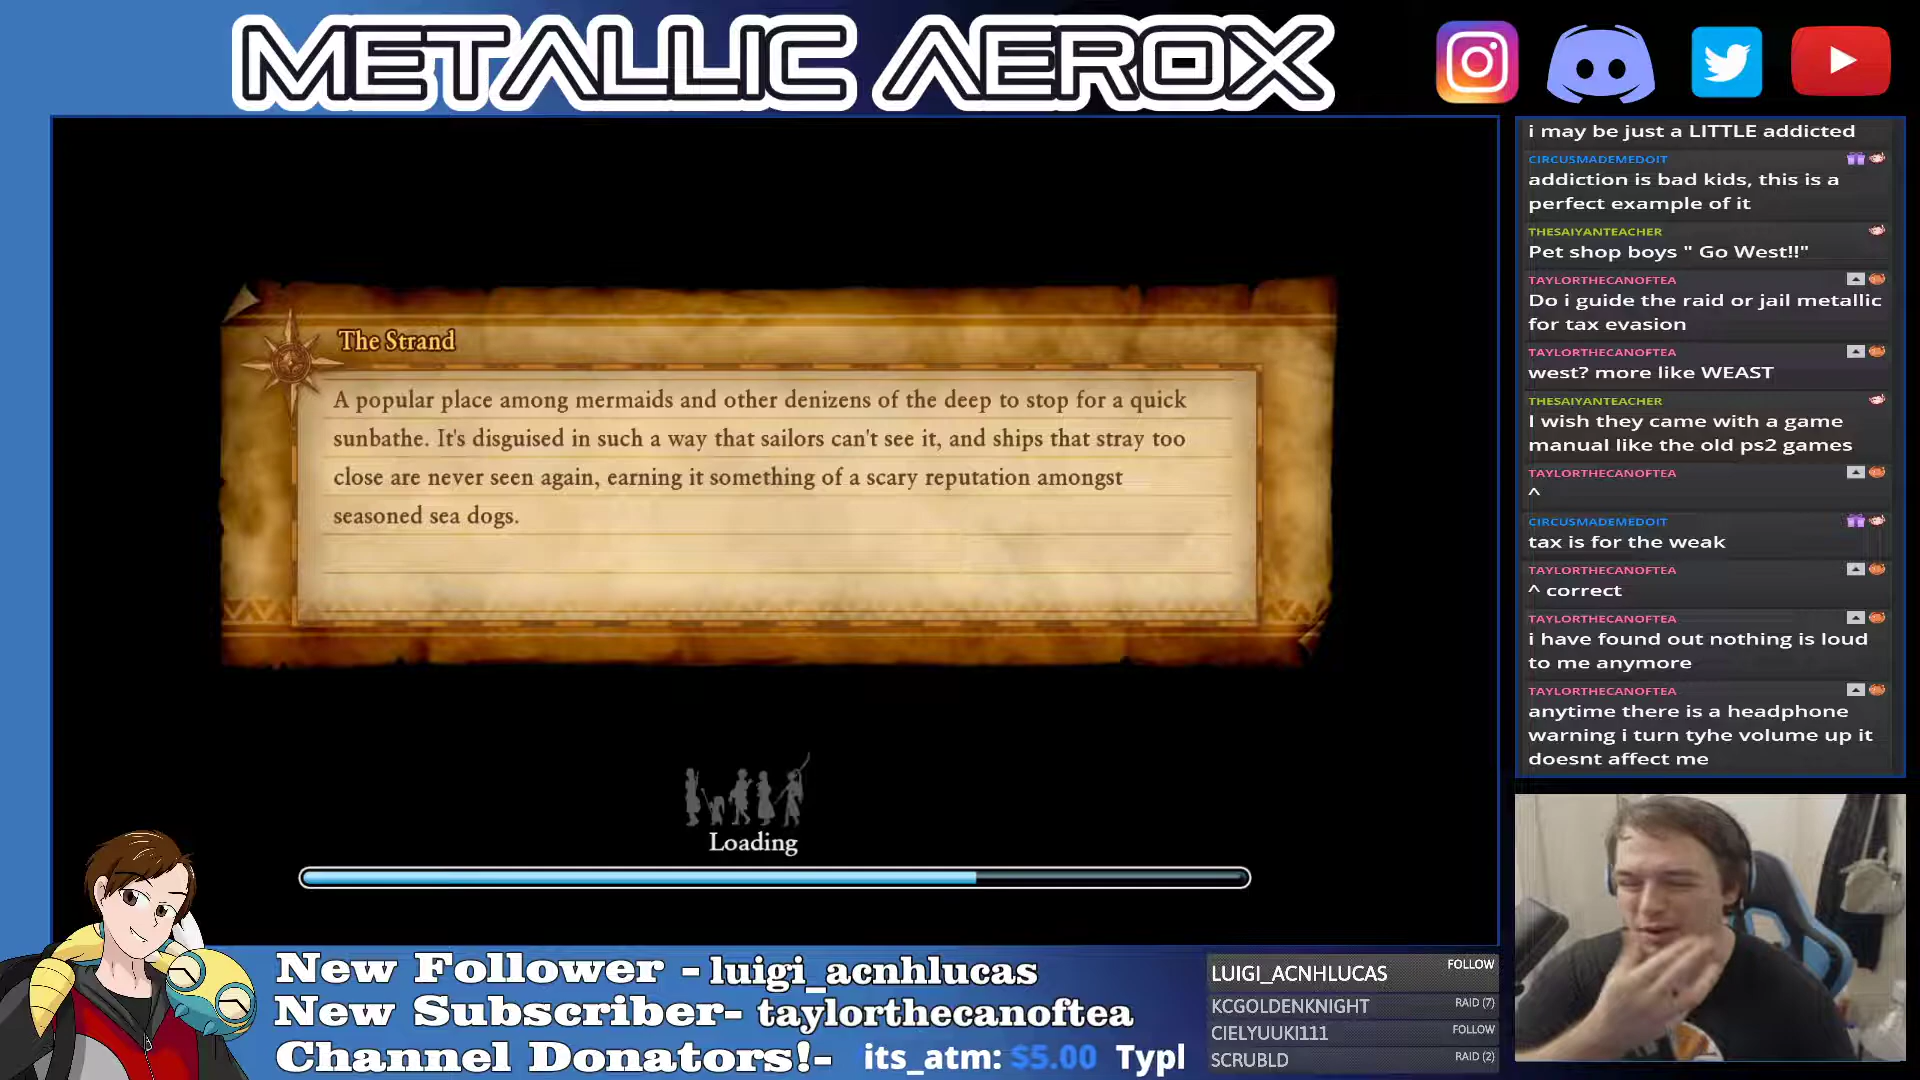 METALLIC AEROX
i may be just a LITTLE addicted
CIRCUSMADEMEDOIT
addiction is bad kids, this is a
perfect example of it
THESAIYANTEACHER
Pet shop boys " Go West!!"
TAYLORTHECANOFTEA
Do i guide the raid or jail metallic
for tax evasion
TAYLORTHECANOFTEA
west? more like WEAST
THESAIYANTEACHER
I wish they came with a game
manual like the old ps2 games
TAYLORTHECANOFTEA
^
CIRCUSMADEMEDOIT
tax is for the weak
TAYLORTHECANOFTEA
^ correct
TAYLORTHECANOFTEA
i have found out nothing is loud
to me anymore
TAYLORTHECANOFTEA
anytime there is a headphone
warning i turn tyhe volume up it
doesnt affect me
The Strand
A popular place among mermaids and other denizens of the deep to stop for a quick
sunbathe. It's disguised in such a way that sailors can't see it, and ships that stray too
close are never seen again, earning it something of a scary reputation amongst
seasoned sea dogs.
Loading
New Follower - luigi_acnhlucas
New Subscriber- taylorthecanoftea
Channel Donators!- its_atm: $5.00 Typl
LUIGI_ACNHLUCAS FOLLOW
KCGOLDENKNIGHT RAID (7)
CIELYUUKI111 FOLLOW
SCRUBLD RAID (2)